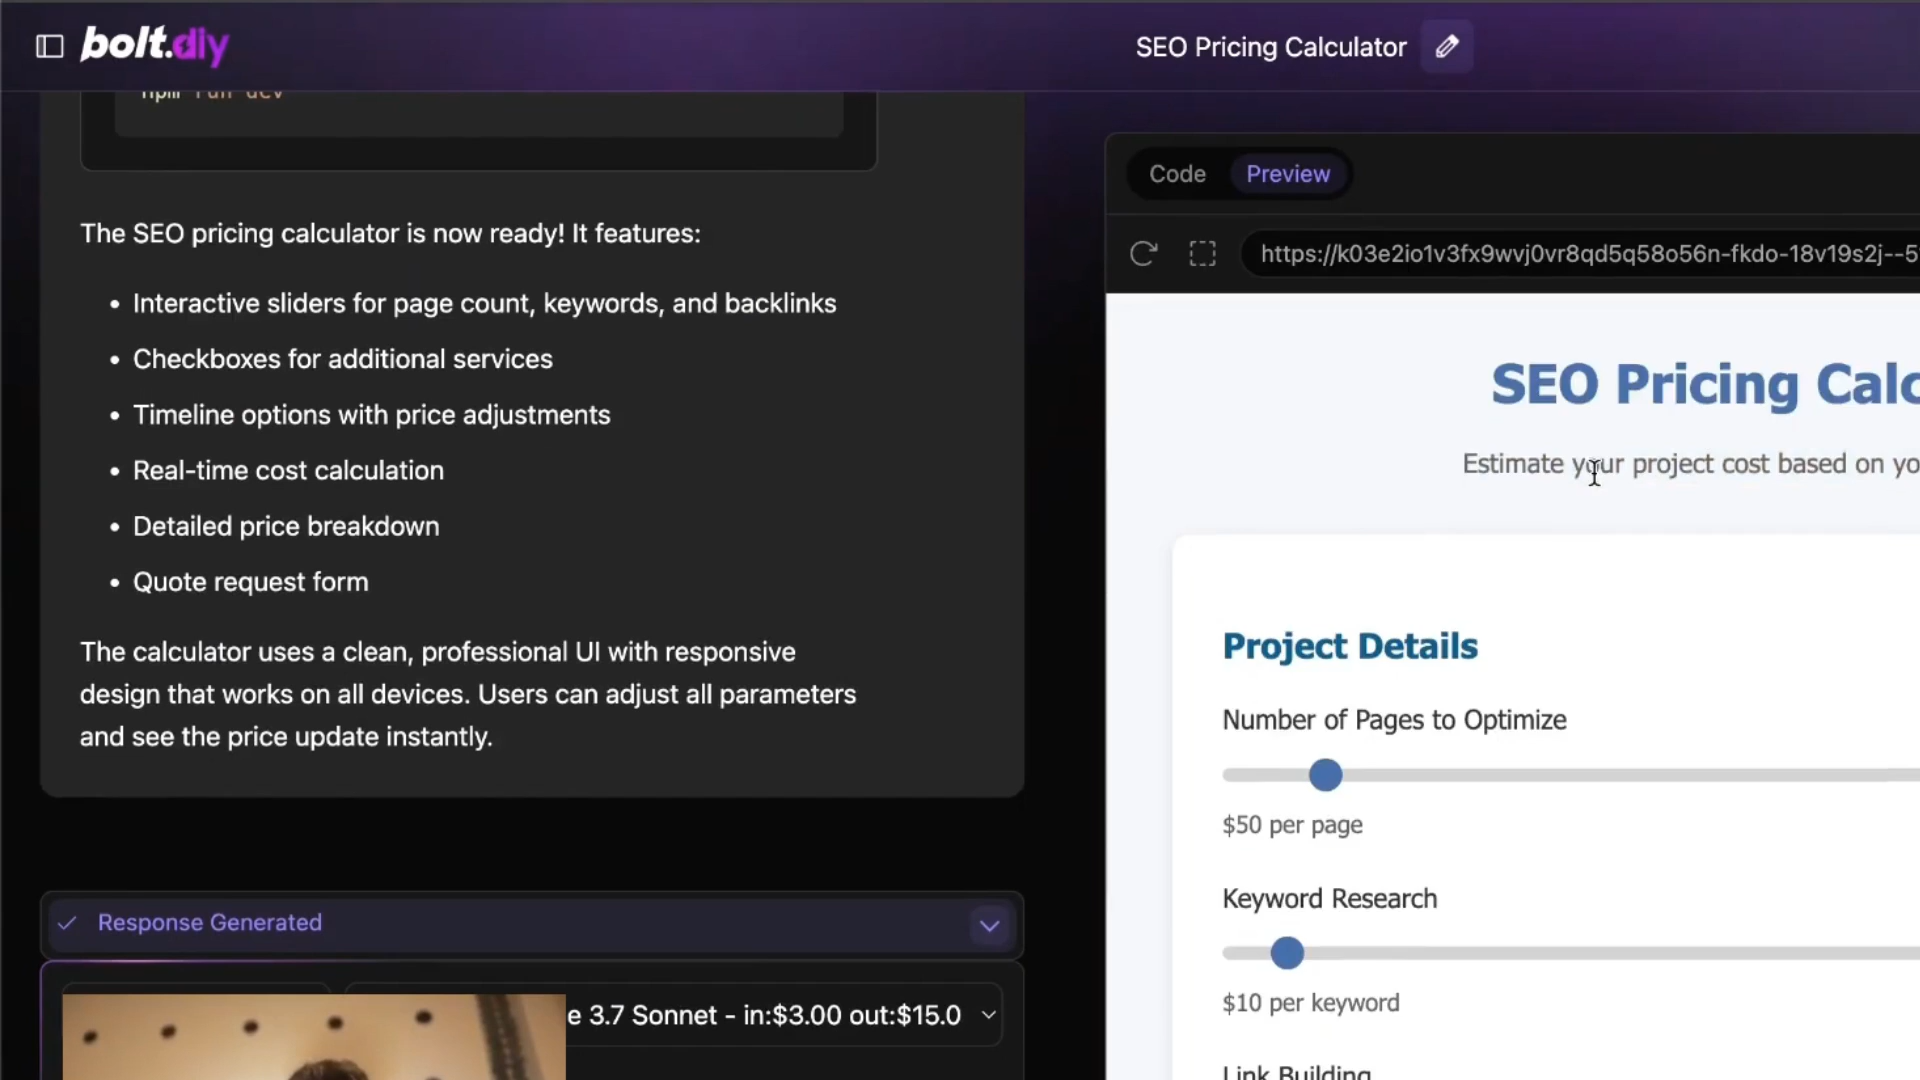 bolt.diy
SEO Pricing Calculator
npm run dev
The SEO pricing calculator is now ready! It features:
• Interactive sliders for page count, keywords, and backlinks
• Checkboxes for additional services
• Timeline options with price adjustments
• Real-time cost calculation
• Detailed price breakdown
• Quote request form
The calculator uses a clean, professional UI with responsive
design that works on all devices. Users can adjust all parameters
and see the price update instantly.
Response Generated
e 3.7 Sonnet - in:$3.00 out:$15.0
Code Preview
https://k03e2io1v3fx9wvj0vr8qd5q58o56n-fkdo-18v19s2j--5
SEO Pricing Calc
Estimate your project cost based on yo
Project Details
Number of Pages to Optimize
$50 per page
Keyword Research
$10 per keyword
Link Building